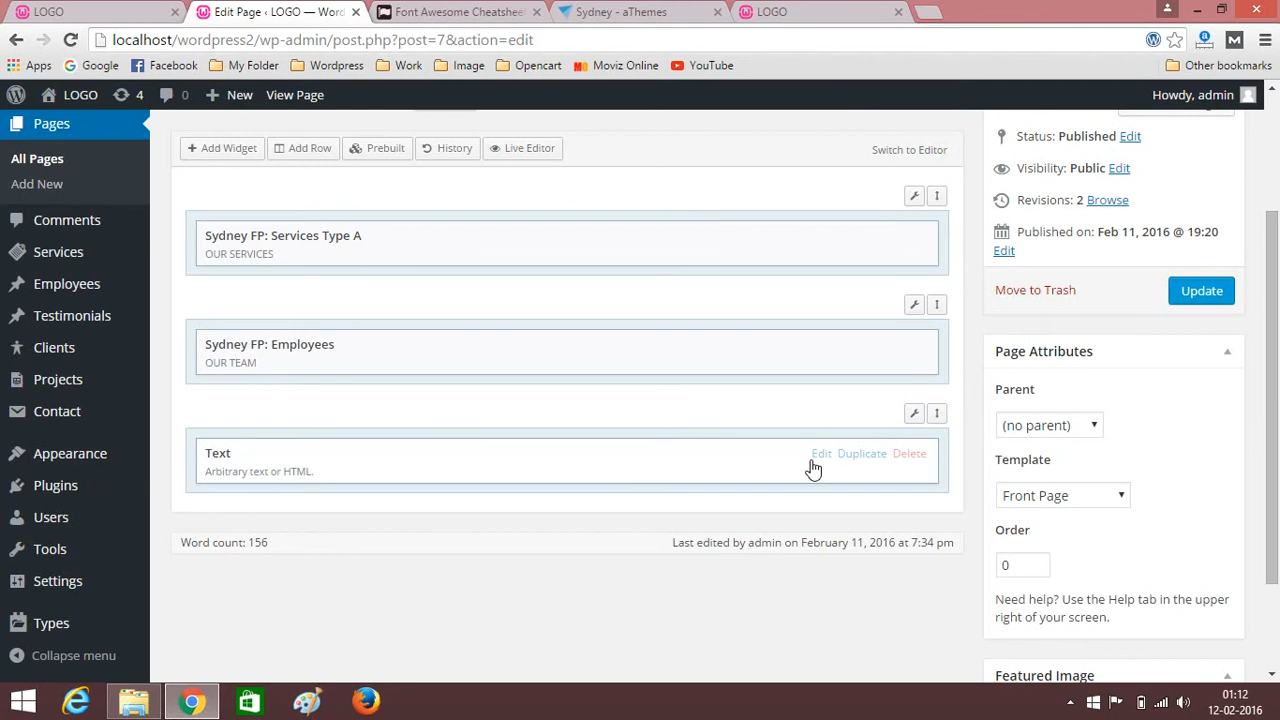 LOGO
Edit Page ‹ LOGO — Word
Font Awesome Cheatsheet
Sydney - aThemes
LOGO
localhost/wordpress2/wp-admin/post.php?post=7&action=edit
Apps
Google
Facebook
My Folder
Wordpress
Work
Image
Opencart
Moviz Online
YouTube
Other bookmarks
LOGO
4
0
New
View Page
Howdy, admin
Pages
All Pages
Add New
Comments
Services
Employees
Testimonials
Clients
Projects
Contact
Appearance
Plugins
Users
Tools
Settings
Types
Collapse menu
Add Widget
Add Row
Prebuilt
History
Live Editor
Switch to Editor
Sydney FP: Services Type A
OUR SERVICES
Sydney FP: Employees
OUR TEAM
Text
Edit Duplicate Delete
Arbitrary text or HTML.
Word count: 156
Last edited by admin on February 11, 2016 at 7:34 pm
Status: Published Edit
Visibility: Public Edit
Revisions: 2 Browse
Published on: Feb 11, 2016 @ 19:20
Edit
Move to Trash
Update
Page Attributes
Parent
(no parent)
Template
Front Page
Order
0
Need help? Use the Help tab in the upper
right of your screen.
Featured Image
01:12
12-02-2016